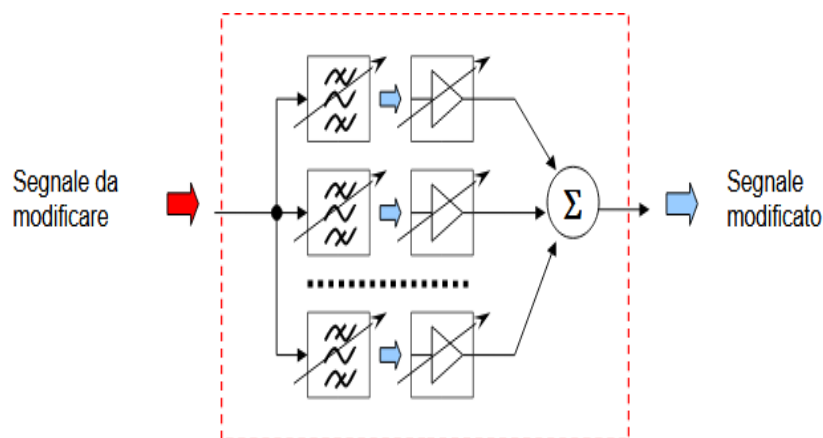 Segnale da
modificare
Σ
Segnale
modificato